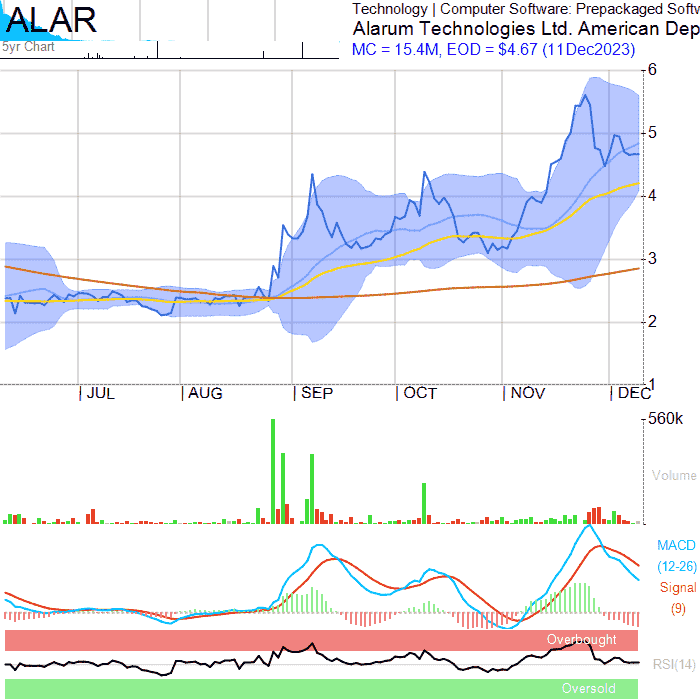 ALAR
5yr Chart
Technology | Computer Software: Prepackaged Softw
Alarum Technologies Ltd. American Dep
MC = 15.4M, EOD = $4.67 (11Dec2023)
6
5
4
3
2
1
JUL
AUG
SEP
OCT
NOV
DEC
560k
Volume
MACD
(12-26)
Signal
(9)
Overbought
RSI(14)
Oversold